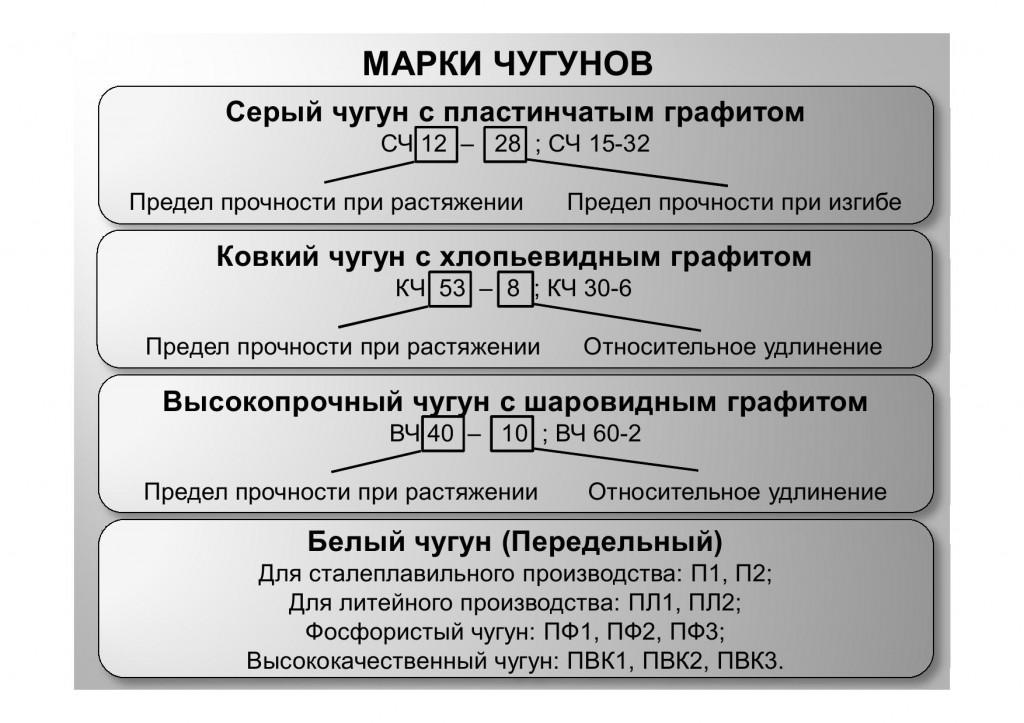 МАРКИ ЧУГУНОВ
Серый чугун с пластинчатым графитом
СЧ 12 – 28 ; СЧ 15-32
Предел прочности при растяжении Предел прочности при изгибе
Ковкий чугун с хлопьевидным графитом
КЧ 53 – 8 ; КЧ 30-6
Предел прочности при растяжении Относительное удлинение
Высокопрочный чугун с шаровидным графитом
ВЧ 40 – 10 ; ВЧ 60-2
Предел прочности при растяжении Относительное удлинение
Белый чугун (Передельный)
Для сталеплавильного производства: П1, П2;
Для литейного производства: ПЛ1, ПЛ2;
Фосфористый чугун: ПФ1, ПФ2, ПФ3;
Высококачественный чугун: ПВК1, ПВК2, ПВК3.